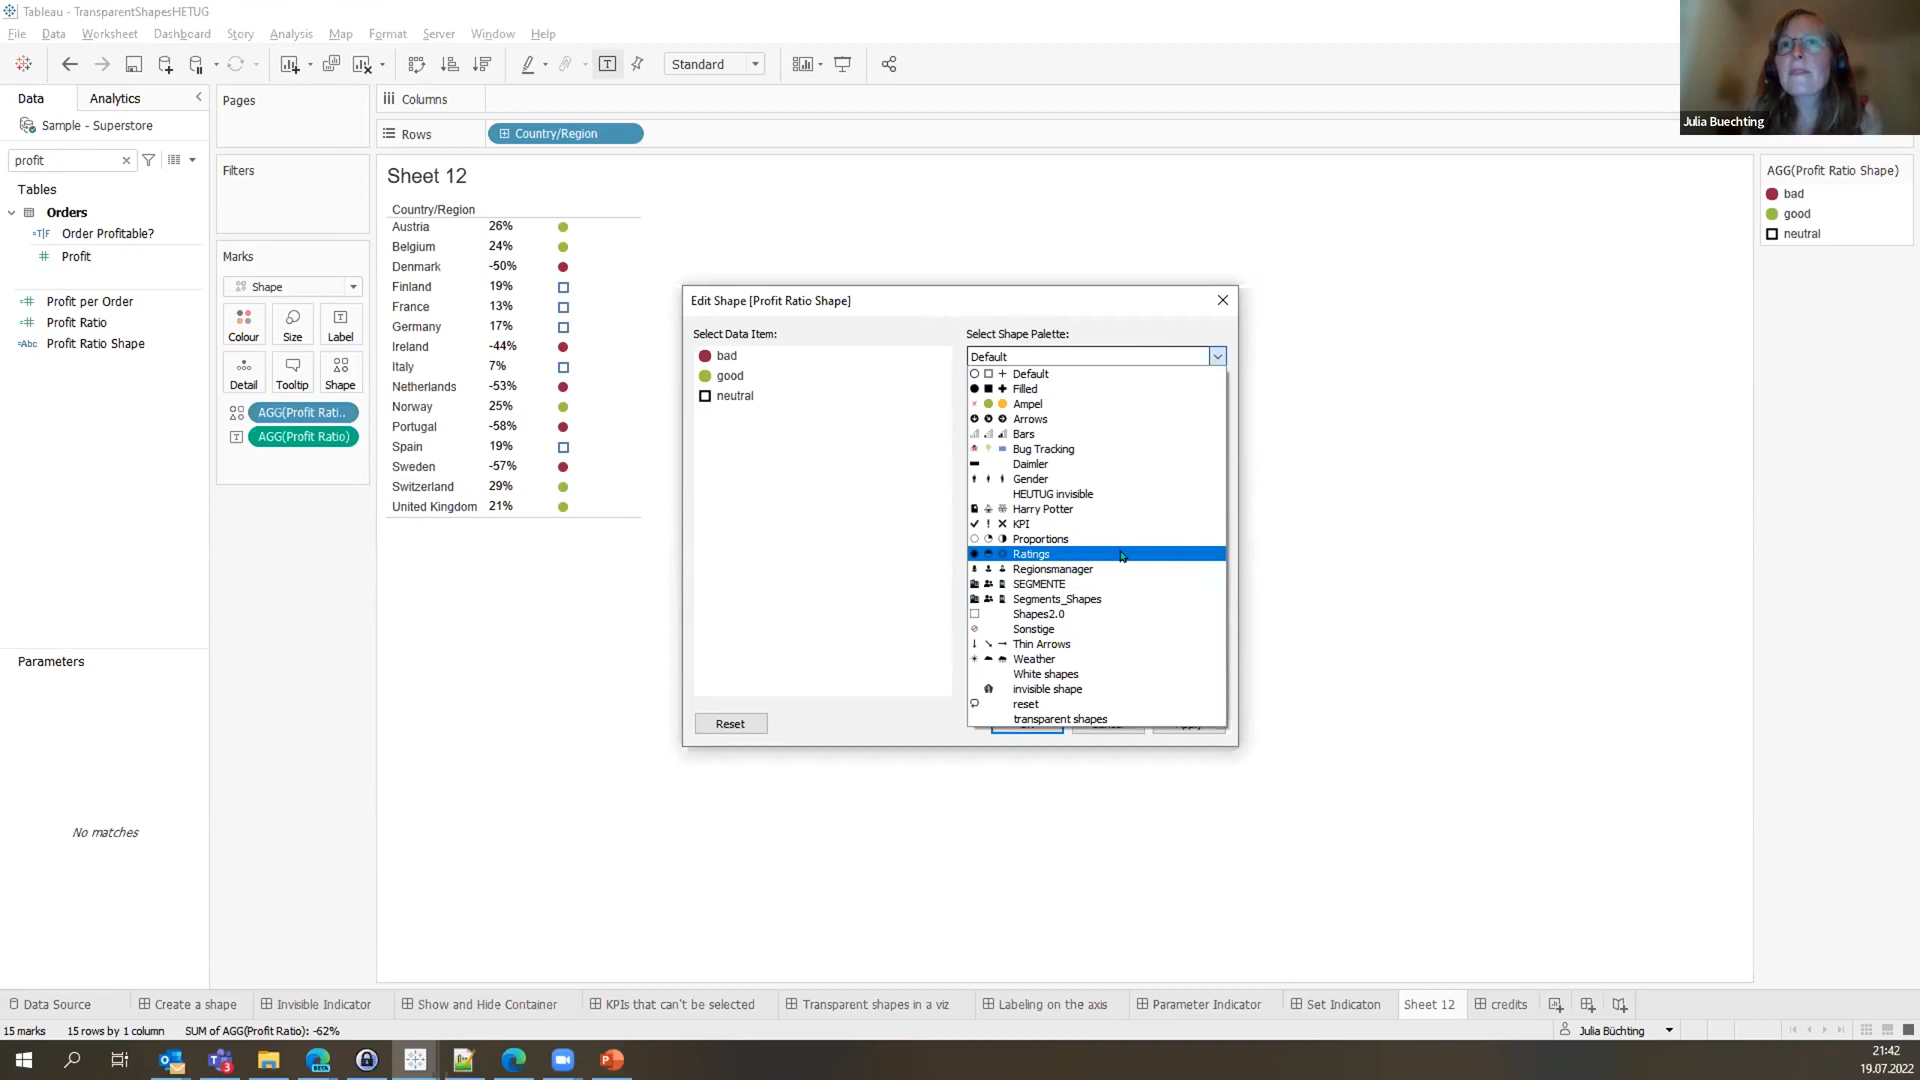 Tableau - TransparentShapesHETUG
File Data Worksheet Dashboard Story Analysis Map Format Server Window Help
Standard
Data Analytics
Pages
Columns
Sample - Superstore
Rows
Country/Region
Julia Buechting
profit
Filters
Tables
Orders
Order Profitable?
Profit
Profit per Order
Profit Ratio
Profit Ratio Shape
Marks
Shape
Colour Size Label
Detail Tooltip Shape
AGG(Profit Rati..
AGG(Profit Ratio)
Parameters
No matches
Sheet 12
Country/Region
Austria 26%
Belgium 24%
Denmark -50%
Finland 19%
France 13%
Germany 17%
Ireland -44%
Italy 7%
Netherlands -53%
Norway 25%
Portugal -58%
Spain 19%
Sweden -57%
Switzerland 29%
United Kingdom 21%
Edit Shape [Profit Ratio Shape]
Select Data Item:
bad
good
neutral
Reset
Select Shape Palette:
Default
Default
Filled
Ampel
Arrows
Bars
Bug Tracking
Daimler
Gender
HEUTUG invisible
Harry Potter
KPI
Proportions
Ratings
Regionsmanager
SEGMENTE
Segments_Shapes
Shapes2.0
Sonstige
Thin Arrows
Weather
White shapes
invisible shape
reset
transparent shapes
AGG(Profit Ratio Shape)
bad
good
neutral
Data Source Create a shape Invisible Indicator Show and Hide Container KPIs that can't be selected Transparent shapes in a viz Labeling on the axis Parameter Indicator Set Indicaton Sheet 12 credits
15 marks 15 rows by 1 column SUM of AGG(Profit Ratio): -62% Julia Büchting
21:42
19.07.2022